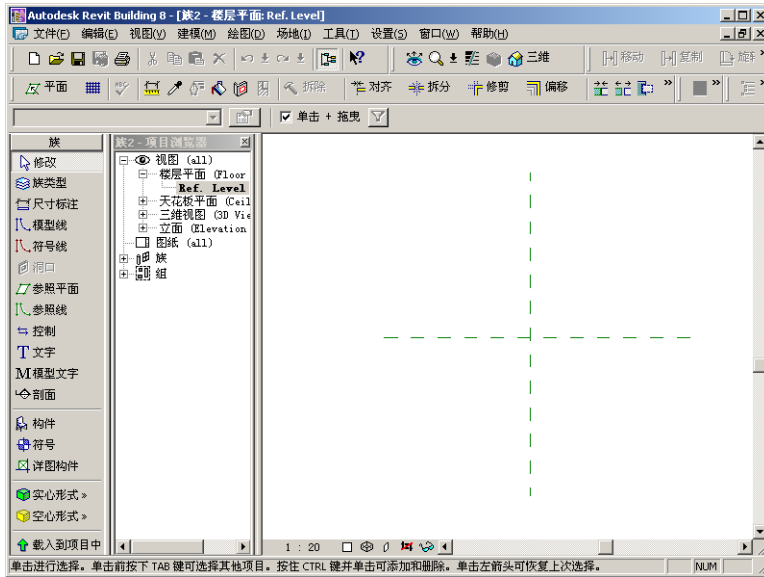 Autodesk Revit Building 8 - [族2 - 楼层平面: Ref. Level]
文件(F) 编辑(E) 视图(V) 建模(M) 绘图(D) 场地(I) 工具(T) 设置(S) 窗口(W) 帮助(H)
三维 移动 复制
平面 拆除 对齐 拆分 修剪 偏移
单击 + 拖曳
族
修改
族类型
尺寸标注
模型线
符号线
洞口
参照平面
参照线
控制
文字
模型文字
剖面
构件
符号
详图构件
实心形式 »
空心形式 »
载入到项目中
族2 - 项目浏览器
视图 (all)
楼层平面 (Floor
Ref. Level
天花板平面 (Ceil
三维视图 (3D Vie
立面 (Elevation
图纸 (all)
族
组
1 : 20
单击进行选择。单击前按下 TAB 键可选择其他项目。按住 CTRL 键并单击可添加和删除。单击左箭头可恢复上次选择。 NUM